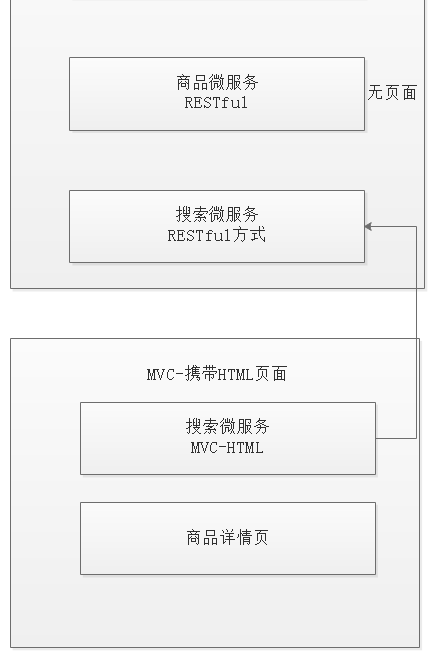 商品微服务
RESTful
无页面
搜索微服务
RESTful方式
MVC-携带HTML页面
搜索微服务
MVC-HTML
商品详情页